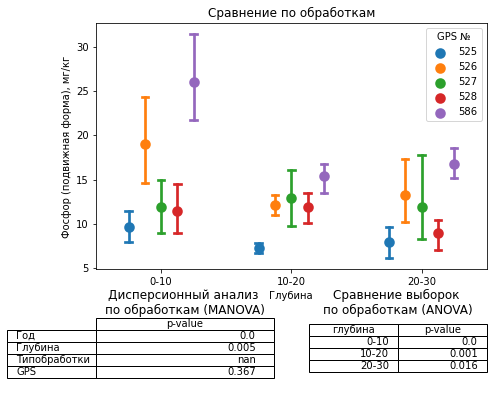 Сравнение по обработкам
Фосфор (подвижная форма), мг/кг
30
25
20
15
10
5
GPS №
525
526
527
528
586
0-10
10-20
20-30
Глубина
Дисперсионный анализ
по обработкам (MANOVA)
p-value
Год 0.0
Глубина 0.005
Типобработки nan
GPS 0.367
Сравнение выборок
по обработкам (ANOVA)
глубина p-value
0-10 0.0
10-20 0.001
20-30 0.016